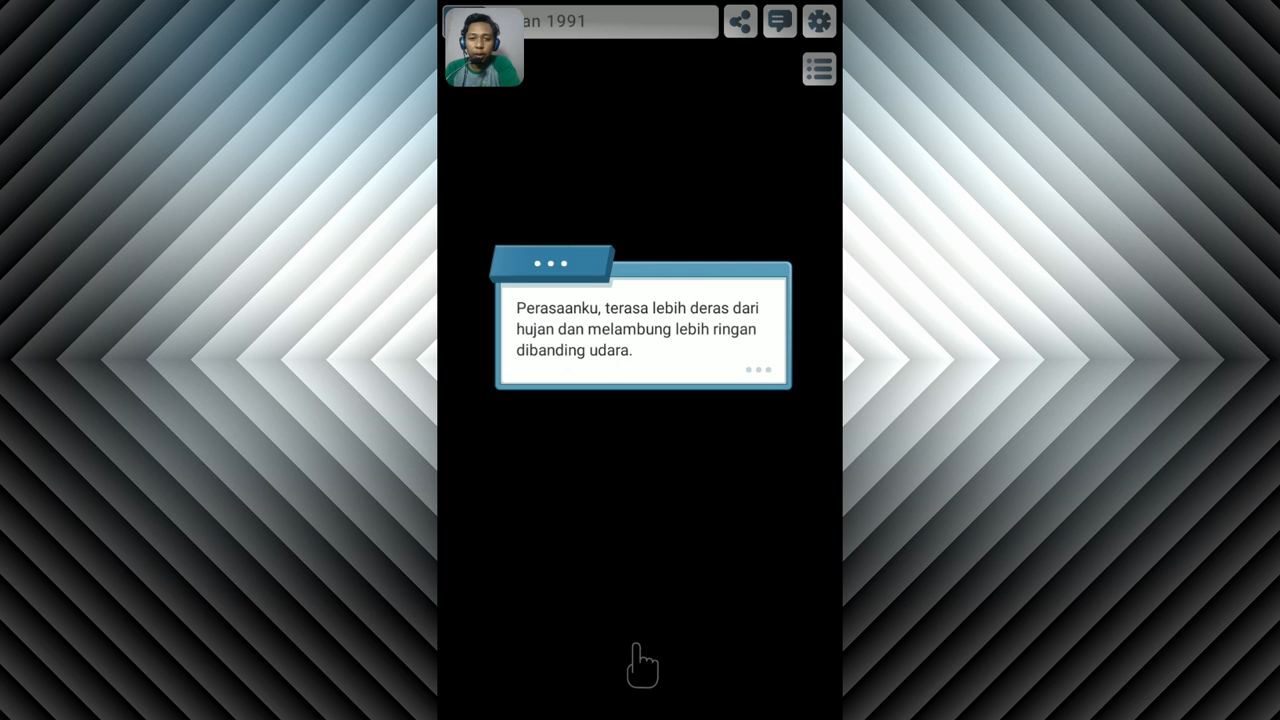 an 1991
Perasaanku, terasa lebih deras dari
hujan dan melambung lebih ringan
dibanding udara.